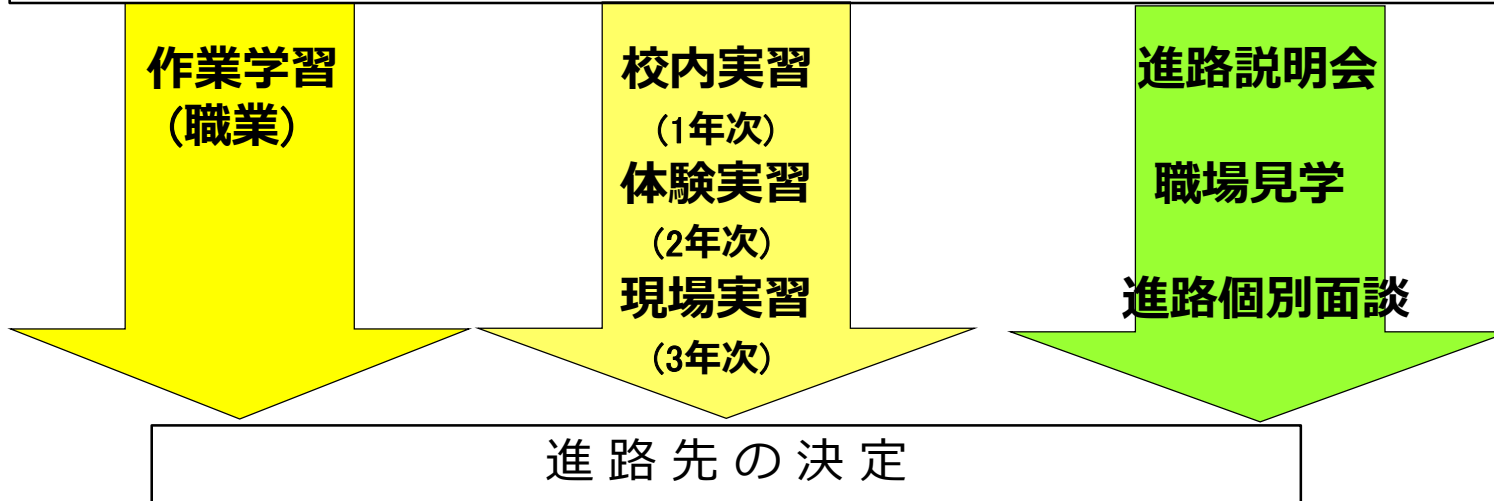 作業学習
(職業)
校内実習
(1年次)
体験実習
(2年次)
現場実習
(3年次)
進路説明会
職場見学
進路個別面談
進路先の決定